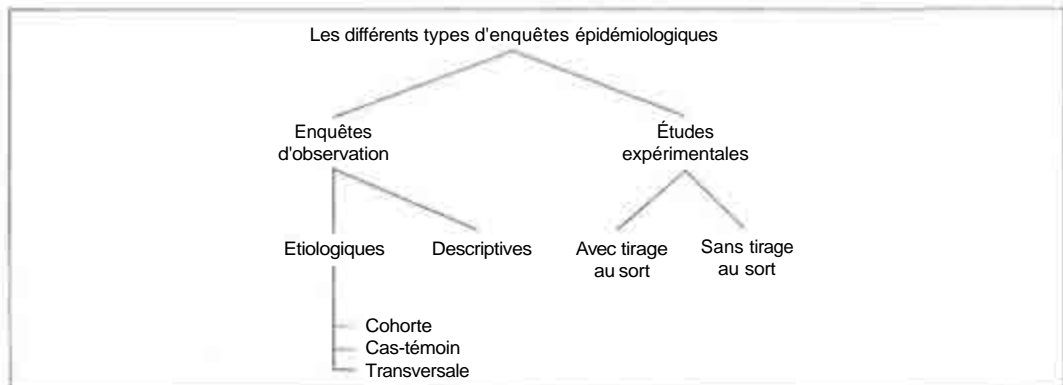 Les différents types d'enquêtes épidémiologiques
Enquêtes
d'observation
Études
expérimentales
Etiologiques
Descriptives
Avec tirage
au sort
Sans tirage
au sort
Cohorte
Cas-témoin
Transversale